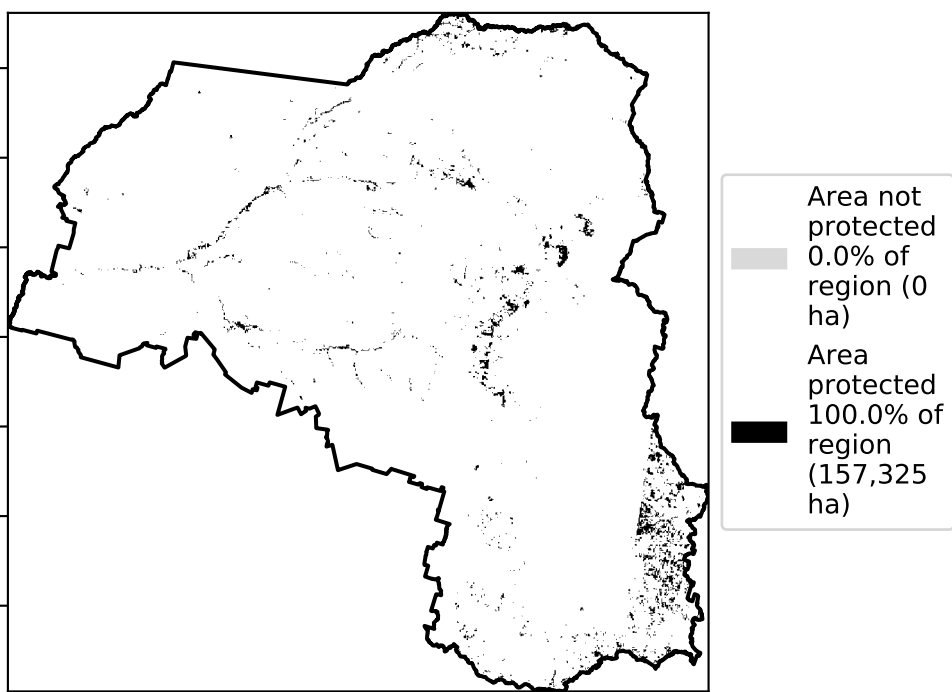 Area not
protected
0.0% of
region (0
ha)
Area
protected
100.0% of
region
(157,325
ha)